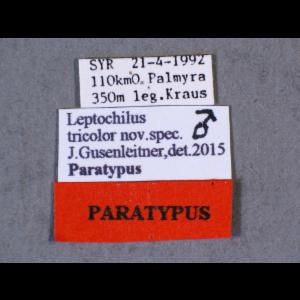 SYR 21-4-1992
110kmO. Palmyra
350m leg.Kraus
Leptochilus
tricolor nov.spec. ♂
J.Gusenleitner,det.2015
Paratypus
PARATYPUS